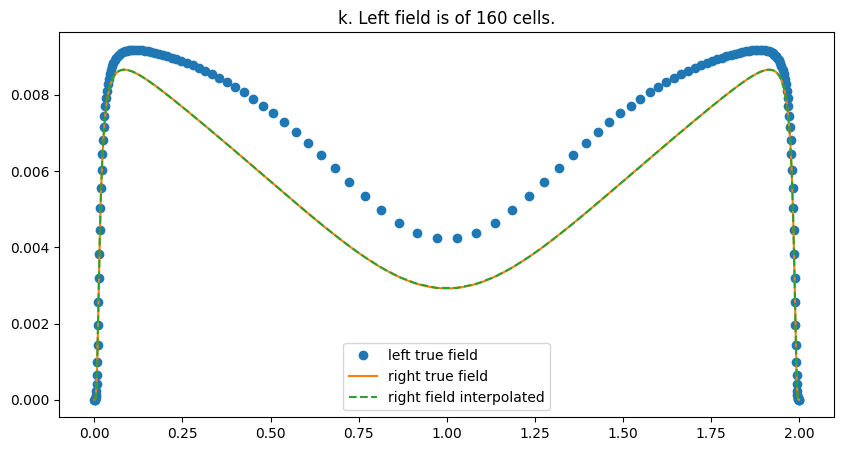 k. Left field is of 160 cells.
0.008
0.006
0.004
0.002
0.000
left true field
right true field
right field interpolated
0.00 0.25 0.50 0.75 1.00 1.25 1.50 1.75 2.00